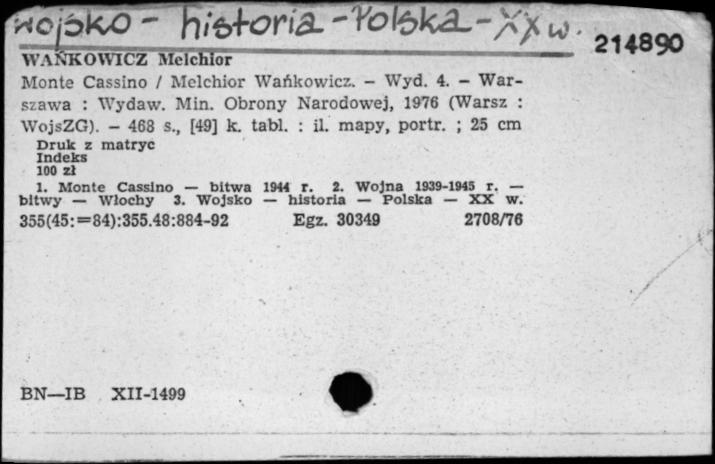 Wojsko - historia - Polska - XX w.
214890
WAŃKOWICZ Melchior
Monte Cassino / Melchior Wańkowicz. – Wyd. 4. – War-
szawa : Wydaw. Min. Obrony Narodowej, 1976 (Warsz :
WojsZG). – 468 s., [49] k. tabl. : il. mapy, portr. ; 25 cm
Druk z matryc
Indeks
100 zł
1. Monte Cassino — bitwa 1944 r. 2. Wojna 1939-1945 r. —
bitwy — Włochy 3. Wojsko — historia — Polska — XX w.
355(45:=84):355.48:884-92 Egz. 30349 2708/76
BN—IB XII-1499